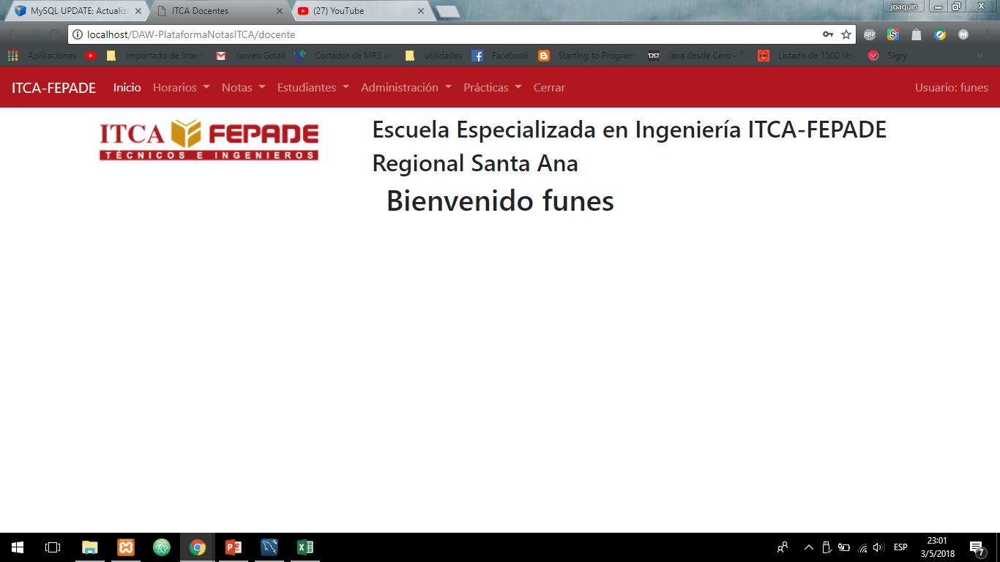 MySQL UPDATE: Actualiz
ITCA Docentes
(27) YouTube
joaquin
localhost/DAW-PlataformaNotasITCA/docente
ABP
M
Aplicaciones
Importado de Intern
correo Gmail
Cortador de MP3 on
utilidades
Facebook
Starting to Program
Java desde Cero - T
Listado de 1500 libr
Sigry
ITCA-FEPADE Inicio Horarios Notas Estudiantes Administración Prácticas Cerrar Usuario: funes
ITCA FEPADE
TÉCNICOS E INGENIEROS
Escuela Especializada en Ingeniería ITCA-FEPADE
Regional Santa Ana
Bienvenido funes
ESP
23:01
3/5/2018
7